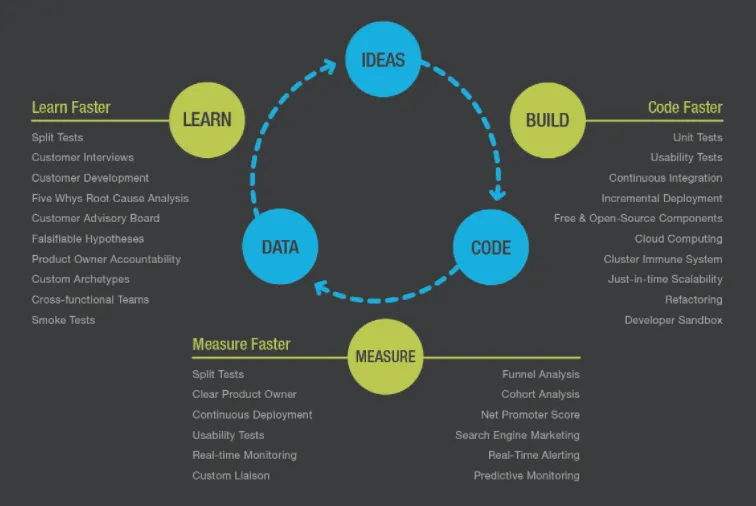 IDEAS
LEARN
Learn Faster
Split Tests
Customer Interviews
Customer Development
Five Whys Root Cause Analysis
Customer Advisory Board
Falsifiable Hypotheses
Product Owner Accountability
Custom Archetypes
Cross-functional Teams
Smoke Tests
BUILD
Code Faster
Unit Tests
Usability Tests
Continuous Integration
Incremental Deployment
Free & Open-Source Components
Cloud Computing
Cluster Immune System
Just-in-time Scalability
Refactoring
Developer Sandbox
DATA
CODE
Measure Faster
MEASURE
Split Tests
Clear Product Owner
Continuous Deployment
Usability Tests
Real-time Monitoring
Custom Liaison
Funnel Analysis
Cohort Analysis
Net Promoter Score
Search Engine Marketing
Real-Time Alerting
Predictive Monitoring